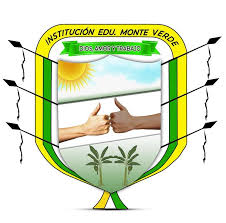 INSTITUCIÓN EDU. MONTE VERDE
DIOS, AMOR Y TRABAJO